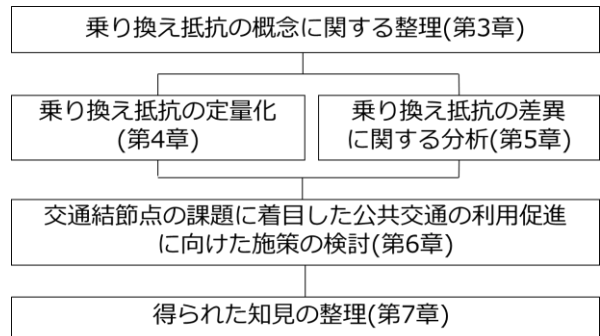 乗り換え抵抗の概念に関する整理(第3章)
乗り換え抵抗の定量化
(第4章)
乗り換え抵抗の差異
に関する分析(第5章)
交通結節点の課題に着目した公共交通の利用促進
に向けた施策の検討(第6章)
得られた知見の整理(第7章)